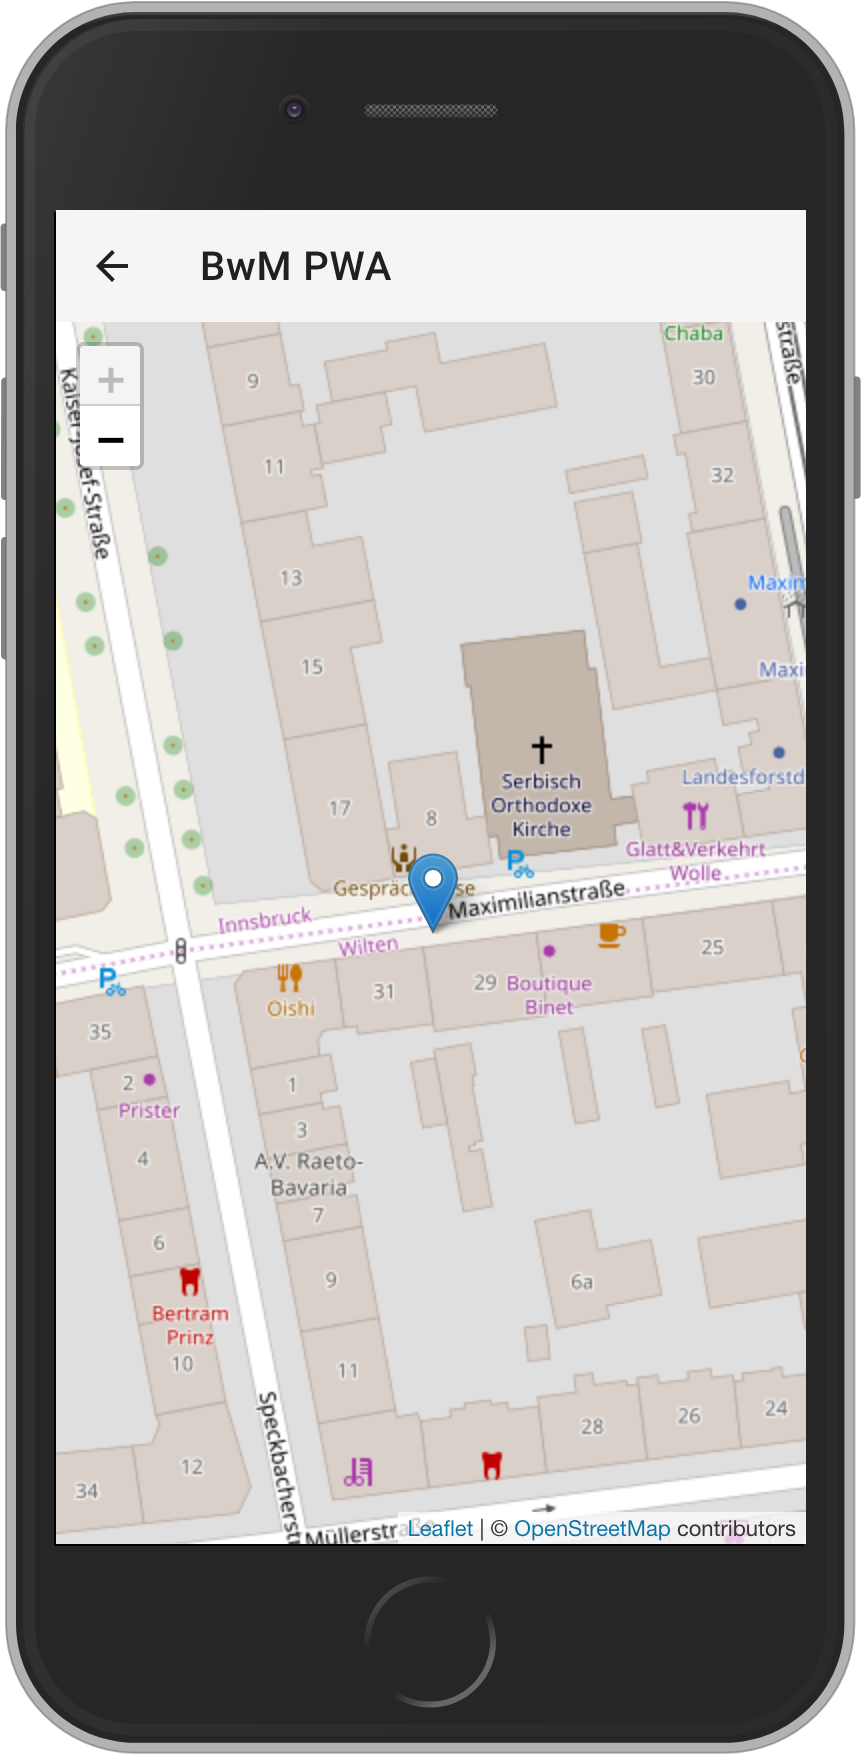 BwM PWA
+
−
Kaiser-Josef-Straße
9
11
13
15
17
8
Chaba
30
32
straße
Maxim
Maxi
Landesforstd
Serbisch
Orthodoxe
Kirche
Glatt&Verkehrt
Wolle
Maximilianstraße
Innsbruck
Wilten
Oishi
31
29
Boutique
Binet
25
35
2
Prister
4
6
Bertram
Prinz
10
12
34
1
3
A.V. Raeto-
Bavaria
7
9
11
6a
28
26
24
Speckbacherst
Müllerstraße
Leaflet | © OpenStreetMap contributors